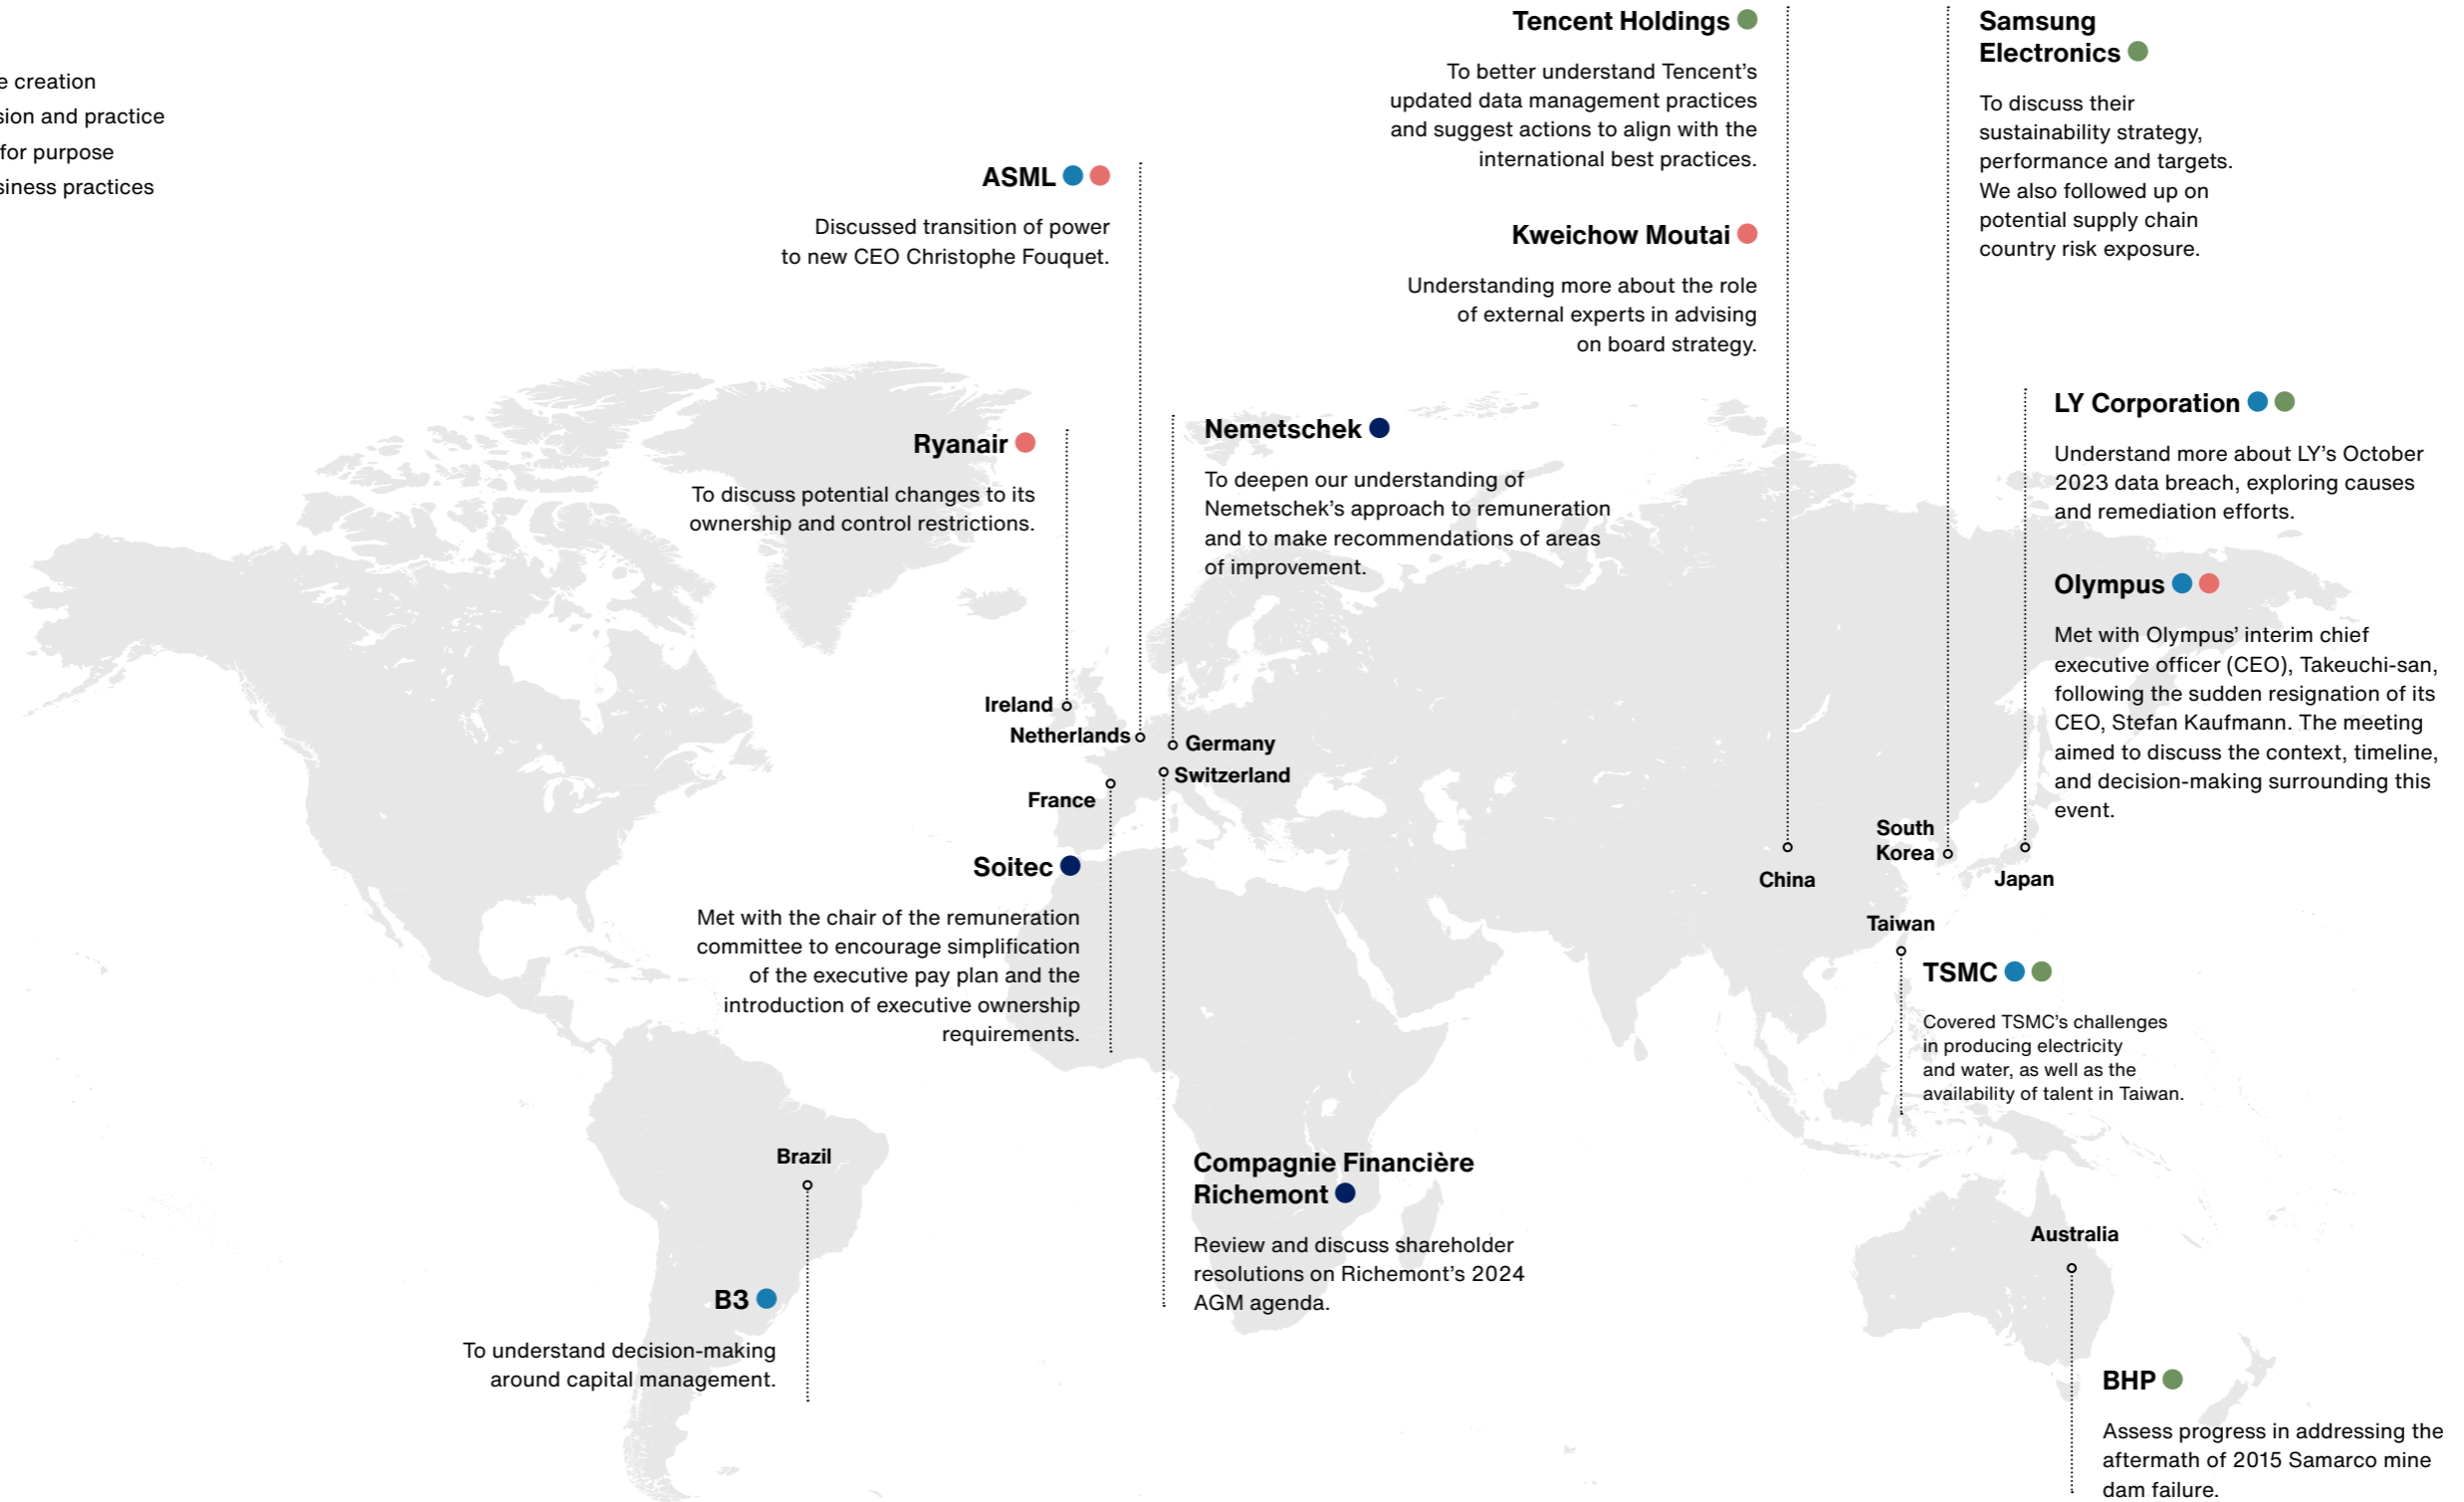 e creation
sion and practice
for purpose
siness practices
Tencent Holdings
To better understand Tencent’s
updated data management practices
and suggest actions to align with the
international best practices.
Samsung
Electronics
To discuss their
sustainability strategy,
performance and targets.
We also followed up on
potential supply chain
country risk exposure.
ASML
Discussed transition of power
to new CEO Christophe Fouquet.
Kweichow Moutai
Understanding more about the role
of external experts in advising
on board strategy.
LY Corporation
Understand more about LY’s October
2023 data breach, exploring causes
and remediation efforts.
Ryanair
To discuss potential changes to its
ownership and control restrictions.
Nemetschek
To deepen our understanding of
Nemetschek’s approach to remuneration
and to make recommendations of areas
of improvement.
Olympus
Met with Olympus’ interim chief
executive officer (CEO), Takeuchi-san,
following the sudden resignation of its
CEO, Stefan Kaufmann. The meeting
aimed to discuss the context, timeline,
and decision-making surrounding this
event.
Ireland
Netherlands
Germany
Switzerland
France
South
Korea
China
Japan
Taiwan
Soitec
Met with the chair of the remuneration
committee to encourage simplification
of the executive pay plan and the
introduction of executive ownership
requirements.
TSMC
Covered TSMC’s challenges
in producing electricity
and water, as well as the
availability of talent in Taiwan.
Brazil
Compagnie Financière
Richemont
Review and discuss shareholder
resolutions on Richemont’s 2024
AGM agenda.
Australia
B3
To understand decision-making
around capital management.
BHP
Assess progress in addressing the
aftermath of 2015 Samarco mine
dam failure.